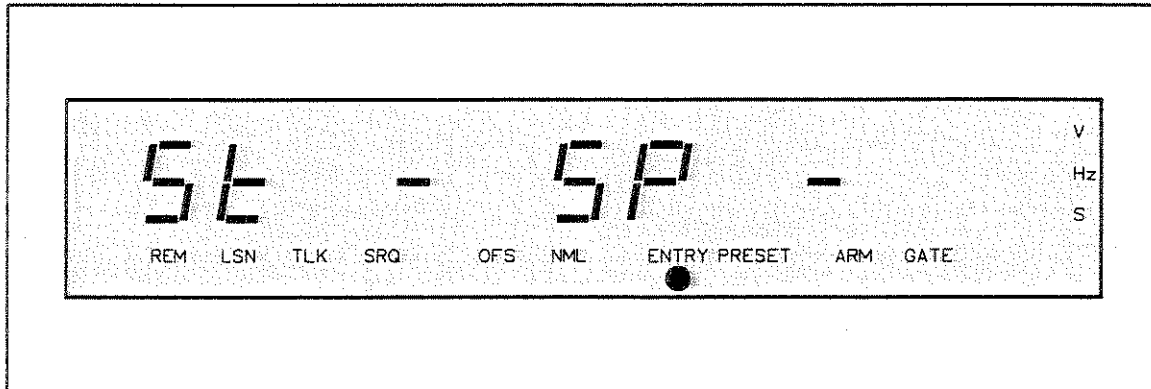 St - SP -
V
Hz
S
REM LSN TLK SRQ OFS NML ENTRY PRESET ARM GATE